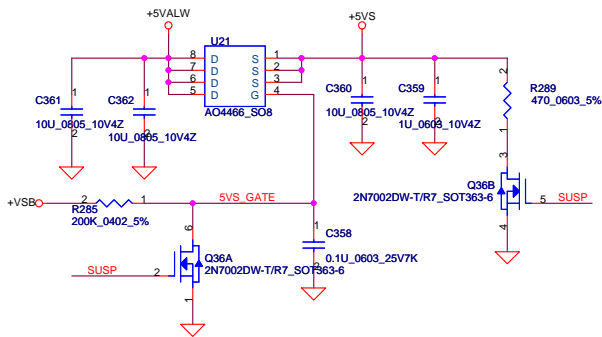 +5VALW
+5VS
U21
8 D S 1
7 D S 2
6 D S 3
5 D G 4
AO4466_SO8
C361
1
2
10U_0805_10V4Z
C362
1
2
10U_0805_10V4Z
C360
1
2
10U_0805_10V4Z
C359
1
2
1U_0603_10V4Z
2
R289
470_0603_5%
1
3
Q36B
2N7002DW-T/R7_SOT363-6
5
SUSP
4
+VSB
2
1
R285
200K_0402_5%
5VS_GATE
6
Q36A
2N7002DW-T/R7_SOT363-6
SUSP
2
1
1
C358
0.1U_0603_25V7K
2